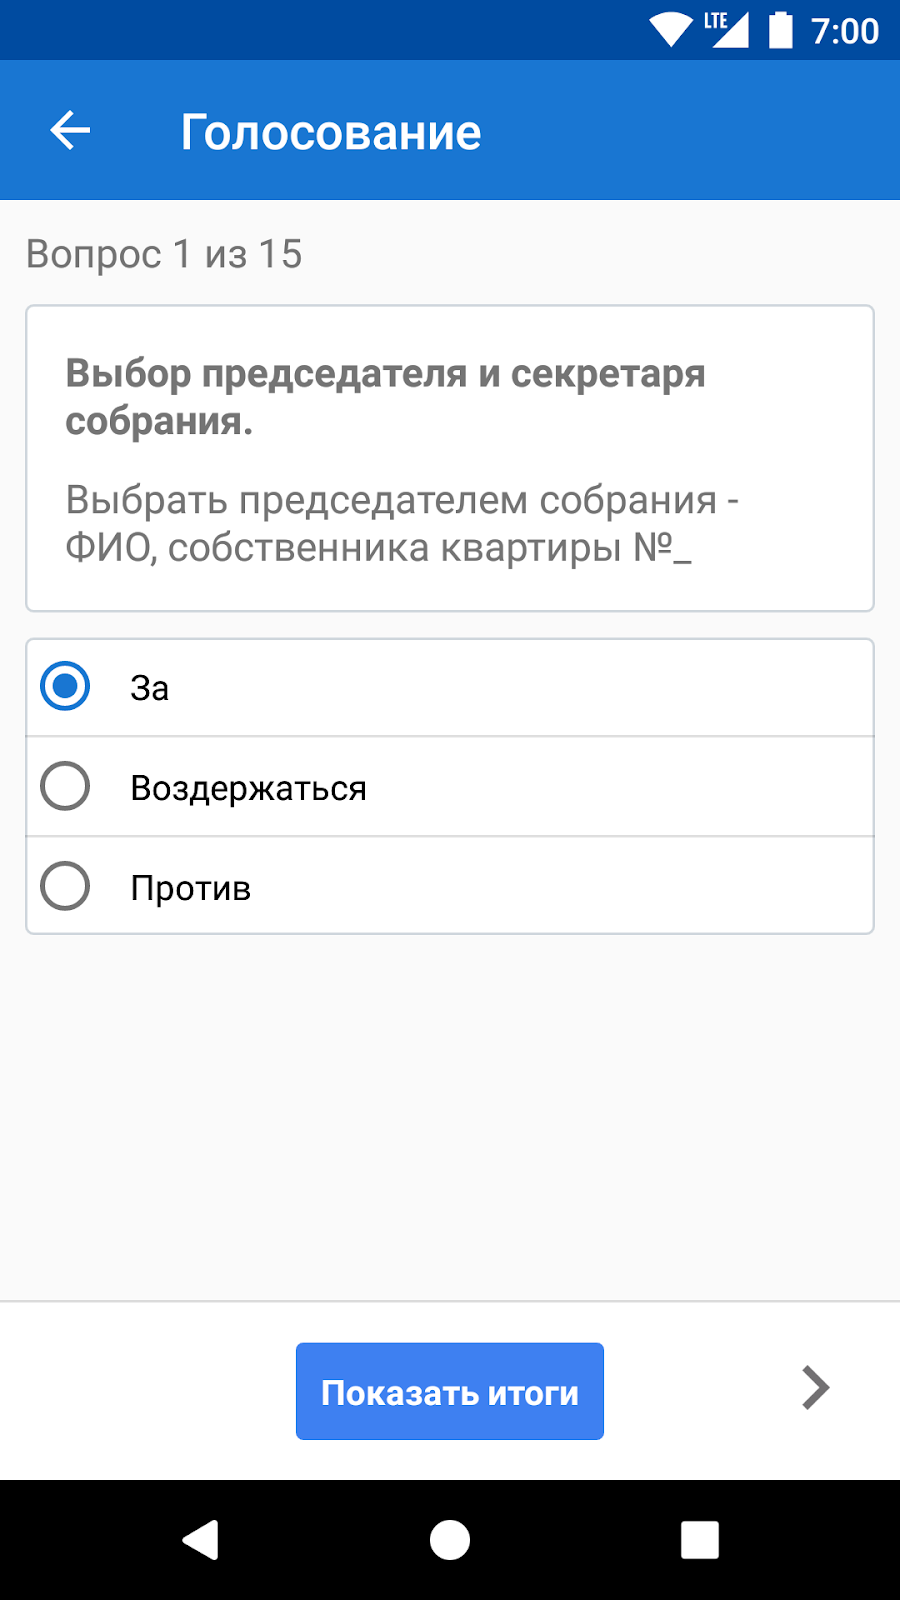 LTE 7:00
Голосование
Вопрос 1 из 15
Выбор председателя и секретаря
собрания.
Выбрать председателем собрания -
ФИО, собственника квартиры №_
За
Воздержаться
Против
Показать итоги